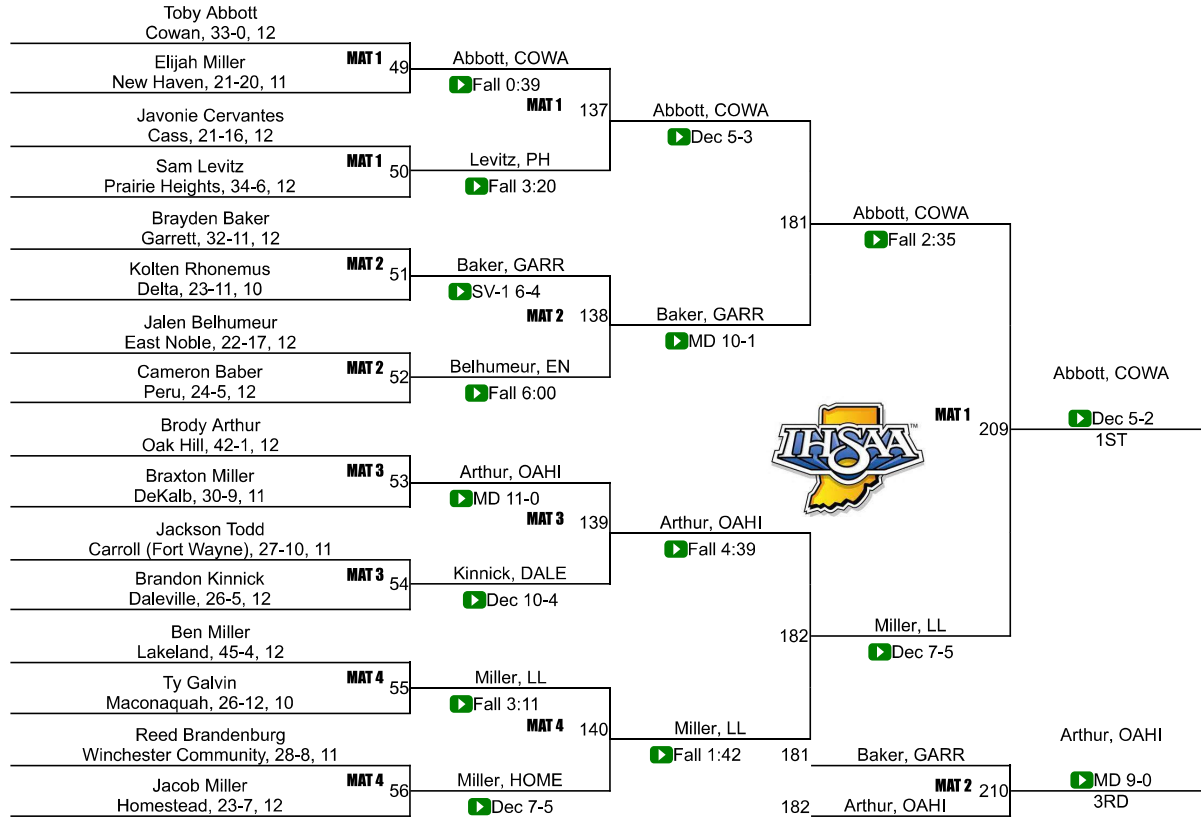 Toby Abbott
Cowan, 33-0, 12
Elijah Miller
New Haven, 21-20, 11
MAT 1
49
Javonie Cervantes
Cass, 21-16, 12
Sam Levitz
Prairie Heights, 34-6, 12
MAT 1
50
Brayden Baker
Garrett, 32-11, 12
Kolten Rhonemus
Delta, 23-11, 10
MAT 2
51
Jalen Belhumeur
East Noble, 22-17, 12
Cameron Baber
Peru, 24-5, 12
MAT 2
52
Brody Arthur
Oak Hill, 42-1, 12
Braxton Miller
DeKalb, 30-9, 11
MAT 3
53
Jackson Todd
Carroll (Fort Wayne), 27-10, 11
Brandon Kinnick
Daleville, 26-5, 12
MAT 3
54
Ben Miller
Lakeland, 45-4, 12
Ty Galvin
Maconaquah, 26-12, 10
MAT 4
55
Reed Brandenburg
Winchester Community, 28-8, 11
Jacob Miller
Homestead, 23-7, 12
MAT 4
56
Abbott, COWA
Fall 0:39
MAT 1
137
Levitz, PH
Fall 3:20
Baker, GARR
SV-1 6-4
MAT 2
138
Belhumeur, EN
Fall 6:00
Arthur, OAHI
MD 11-0
MAT 3
139
Kinnick, DALE
Dec 10-4
Miller, LL
Fall 3:11
MAT 4
140
Miller, HOME
Dec 7-5
Abbott, COWA
Dec 5-3
181
Baker, GARR
MD 10-1
Arthur, OAHI
Fall 4:39
182
Miller, LL
Fall 1:42
Abbott, COWA
Fall 2:35
IHSAA
TM
MAT 1
209
Miller, LL
Dec 7-5
Abbott, COWA
Dec 5-2
1ST
181
Baker, GARR
MAT 2
210
182
Arthur, OAHI
Arthur, OAHI
MD 9-0
3RD